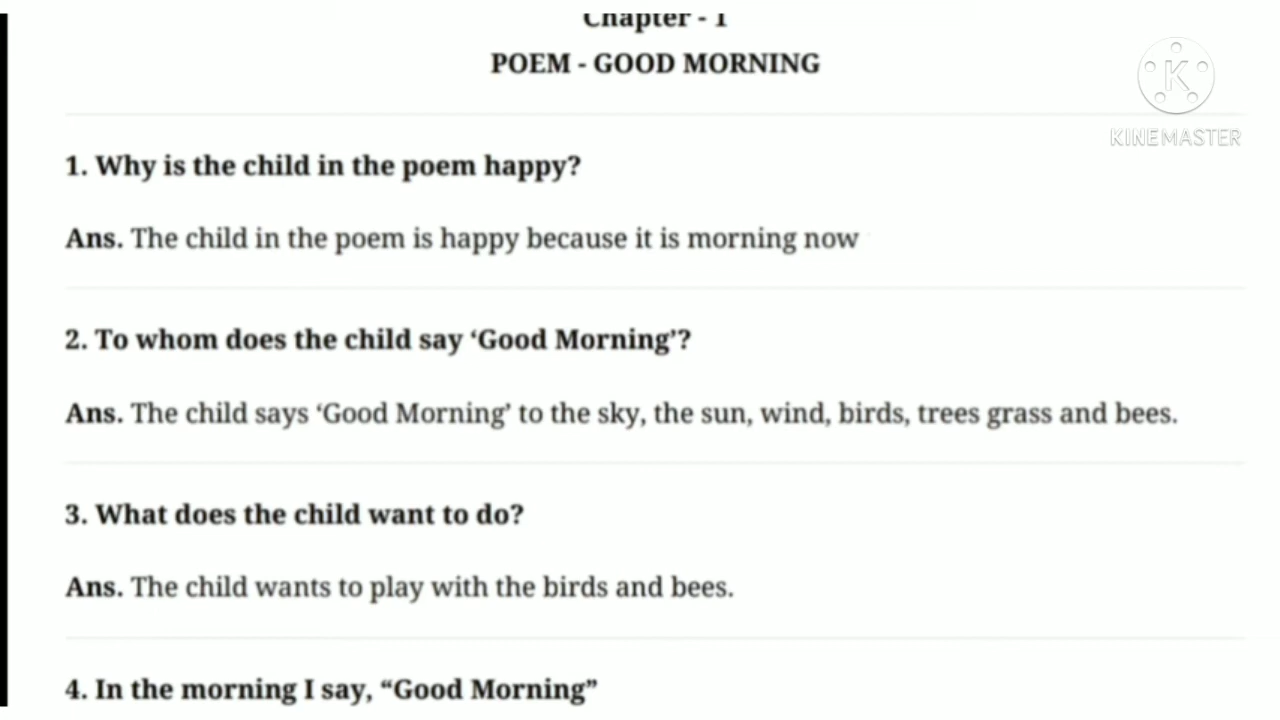 Chapter - 1
POEM - GOOD MORNING
K
KINEMASTER
1. Why is the child in the poem happy?
Ans. The child in the poem is happy because it is morning now
2. To whom does the child say ‘Good Morning’?
Ans. The child says ‘Good Morning’ to the sky, the sun, wind, birds, trees grass and bees.
3. What does the child want to do?
Ans. The child wants to play with the birds and bees.
4. In the morning I say, “Good Morning”